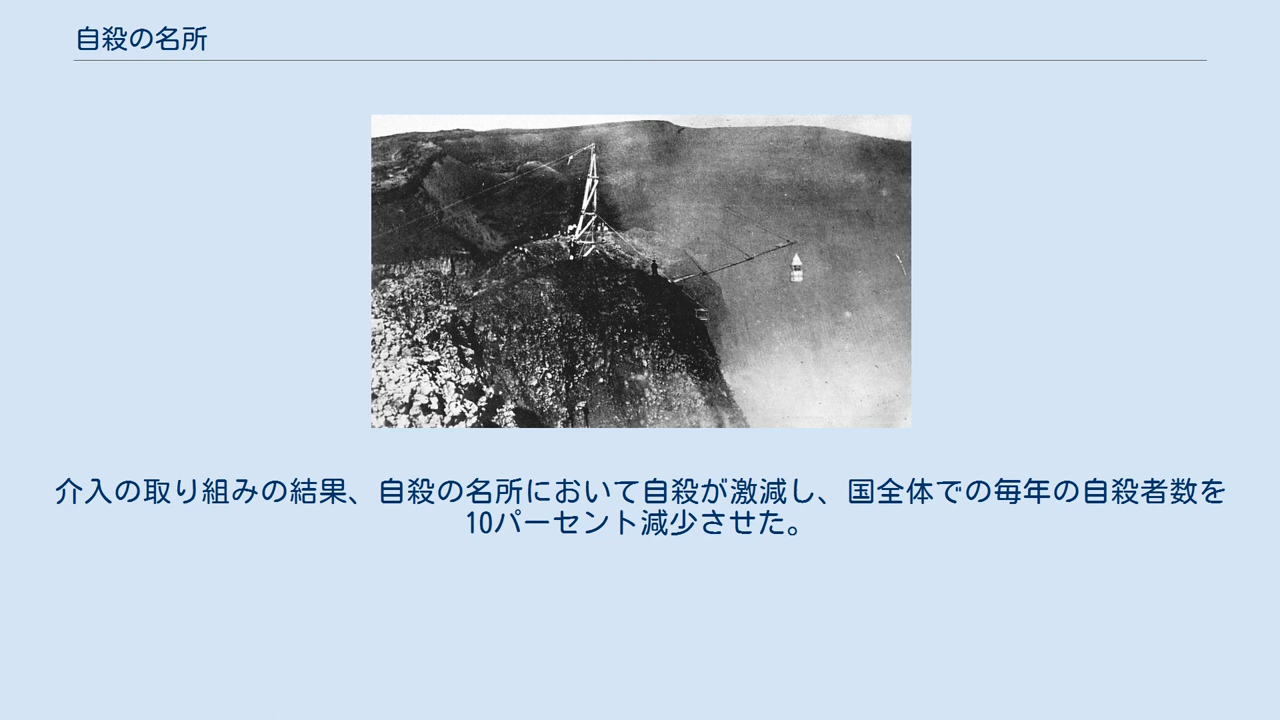 自殺の名所
介入の取り組みの結果、自殺の名所において自殺が激減し、国全体での毎年の自殺者数を
10パーセント減少させた。